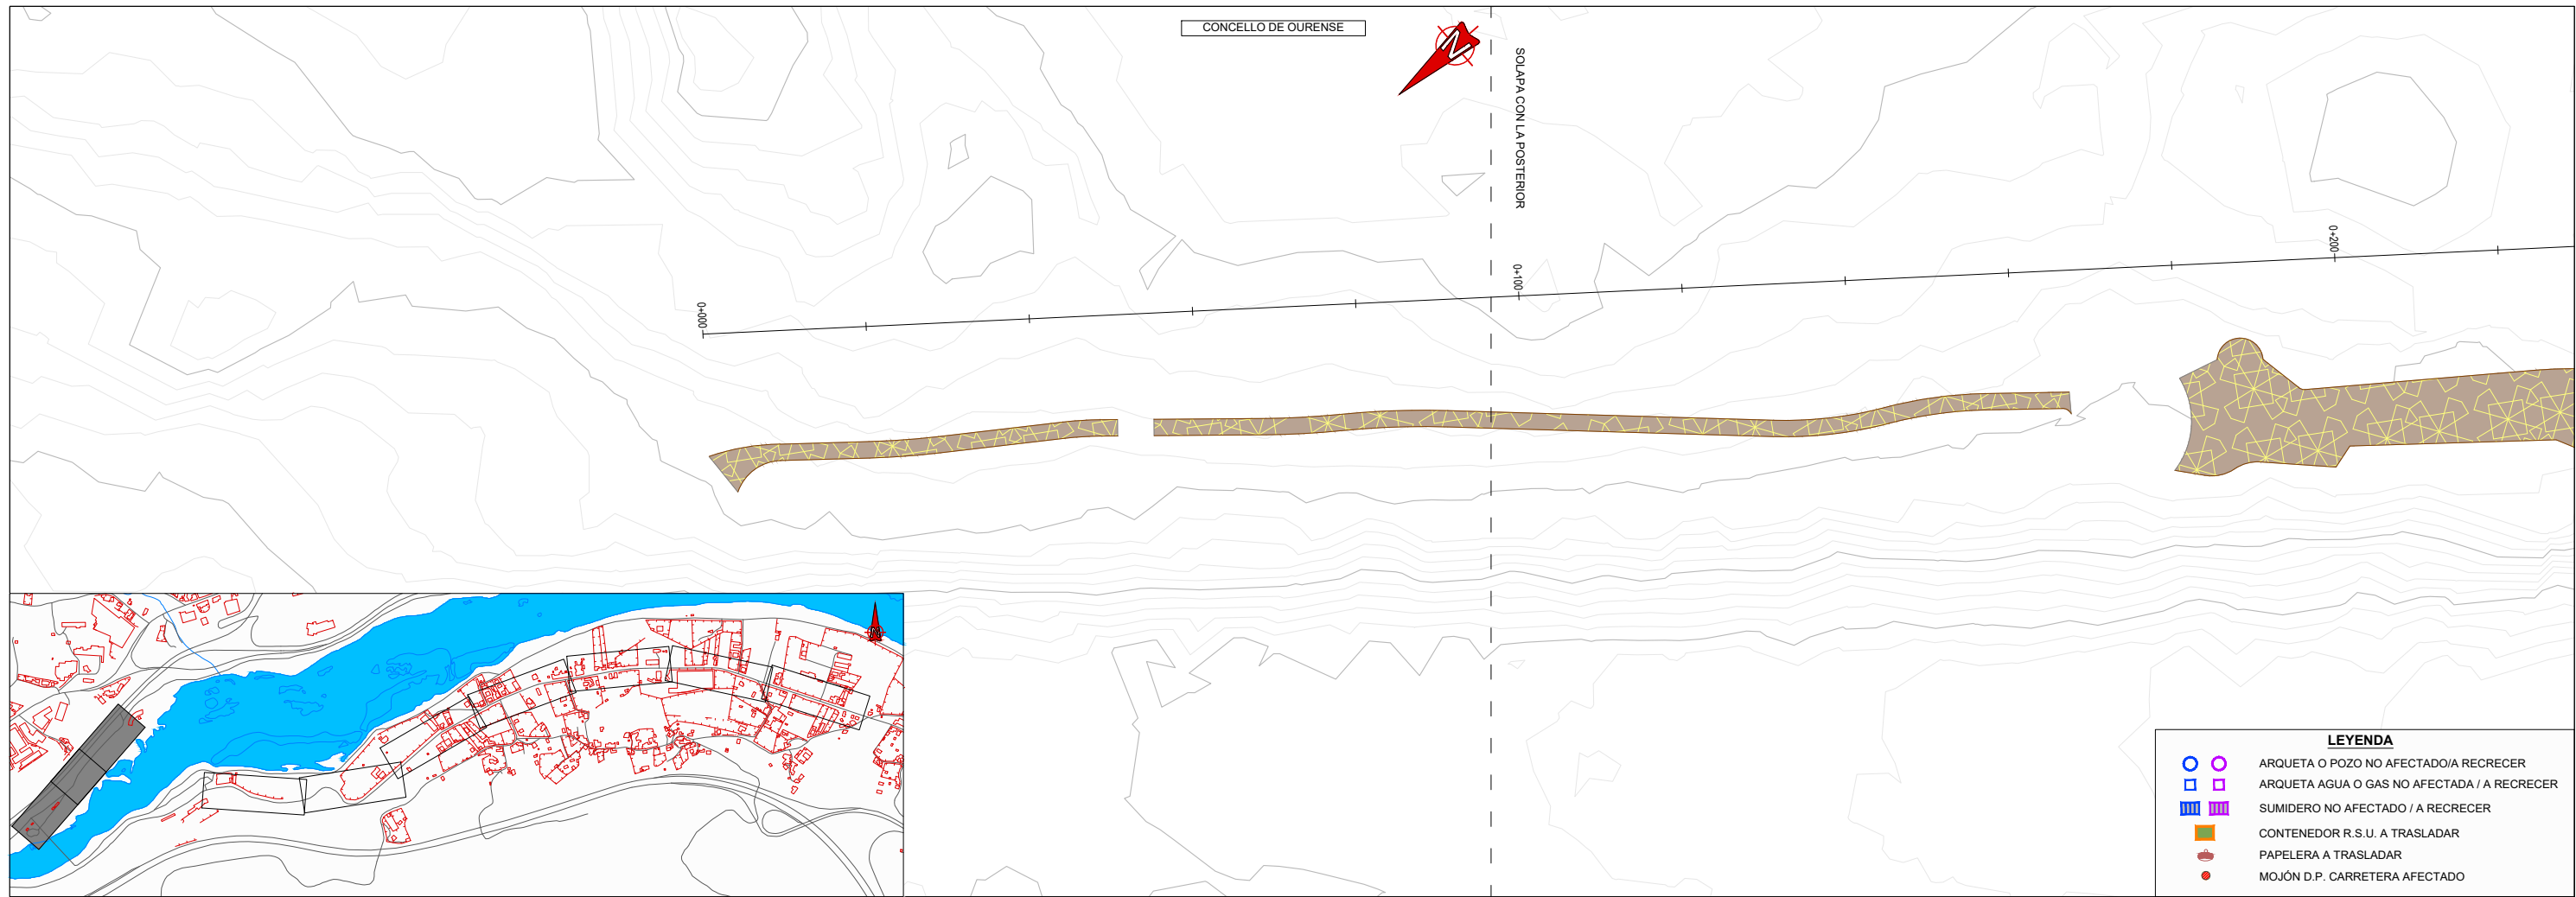 CONCELLO DE OURENSE
N
SOLAPA CON LA POSTERIOR
0+000
0+100
0+200
N
LEYENDA
ARQUETA O POZO NO AFECTADO/A RECRECER
ARQUETA AGUA O GAS NO AFECTADA / A RECRECER
SUMIDERO NO AFECTADO / A RECRECER
CONTENEDOR R.S.U. A TRASLADAR
PAPELERA A TRASLADAR
MOJÓN D.P. CARRETERA AFECTADO